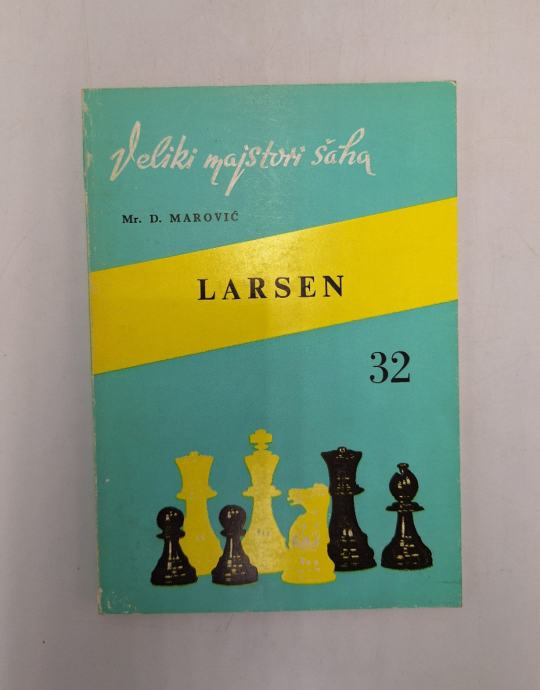 Veliki majstori šaha
Mr. D. MAROVIĆ
LARSEN
32